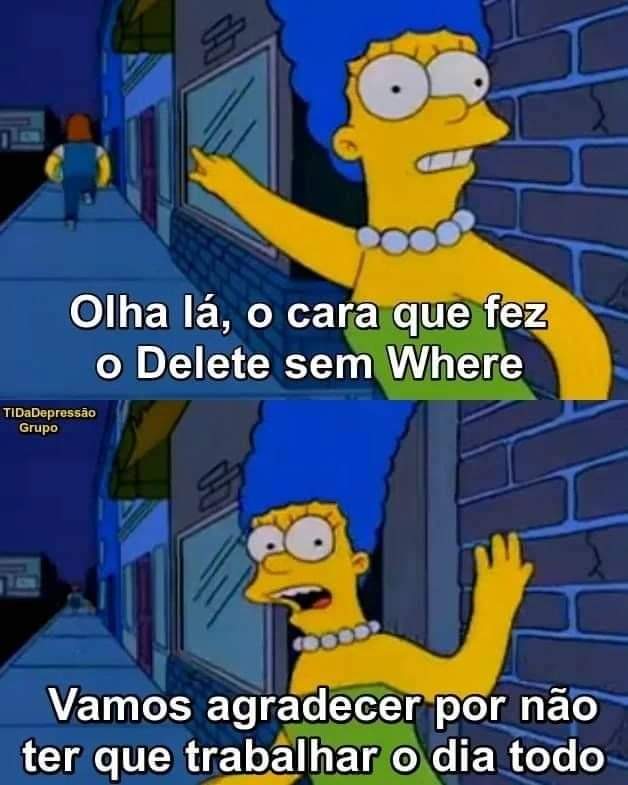 Olha lá, o cara que fez
o Delete sem Where
TIDaDepressão
Grupo
Vamos agradecer por não
ter que trabalhar o dia todo